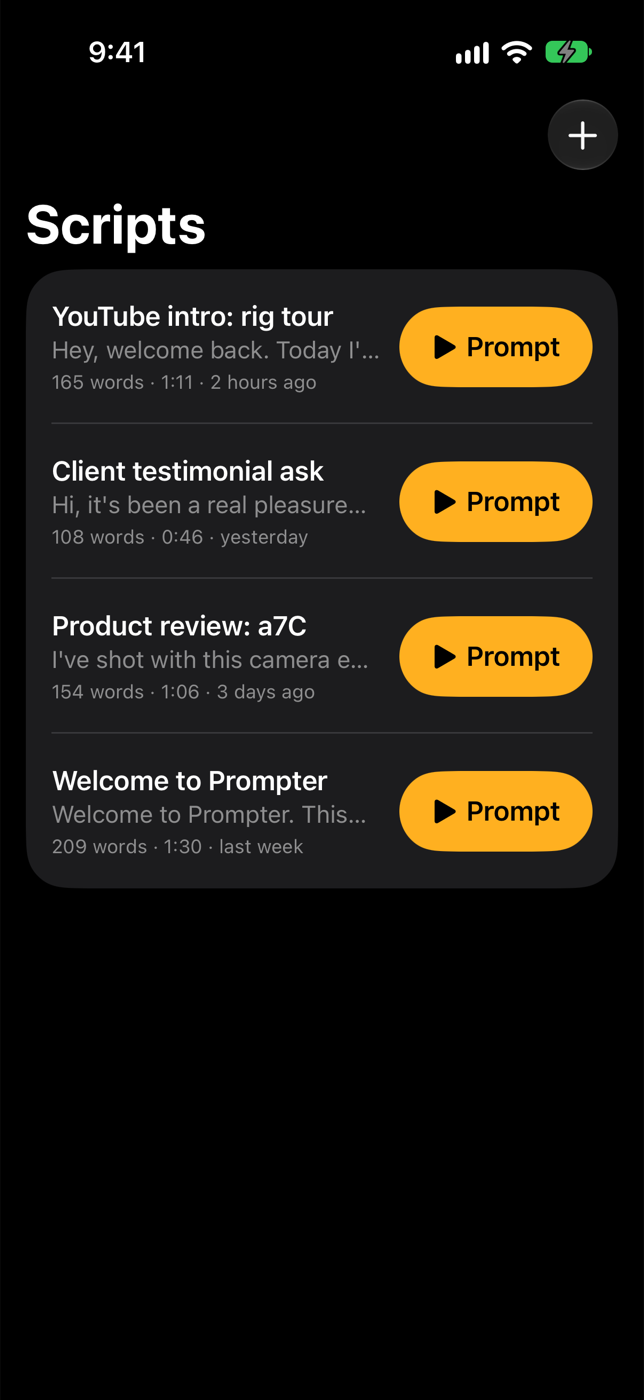 9:41
Scripts
YouTube intro: rig tour
Hey, welcome back. Today I'...
165 words · 1:11 · 2 hours ago
Prompt
Client testimonial ask
Hi, it's been a real pleasure...
108 words · 0:46 · yesterday
Prompt
Product review: a7C
I've shot with this camera e...
154 words · 1:06 · 3 days ago
Prompt
Welcome to Prompter
Welcome to Prompter. This...
209 words · 1:30 · last week
Prompt